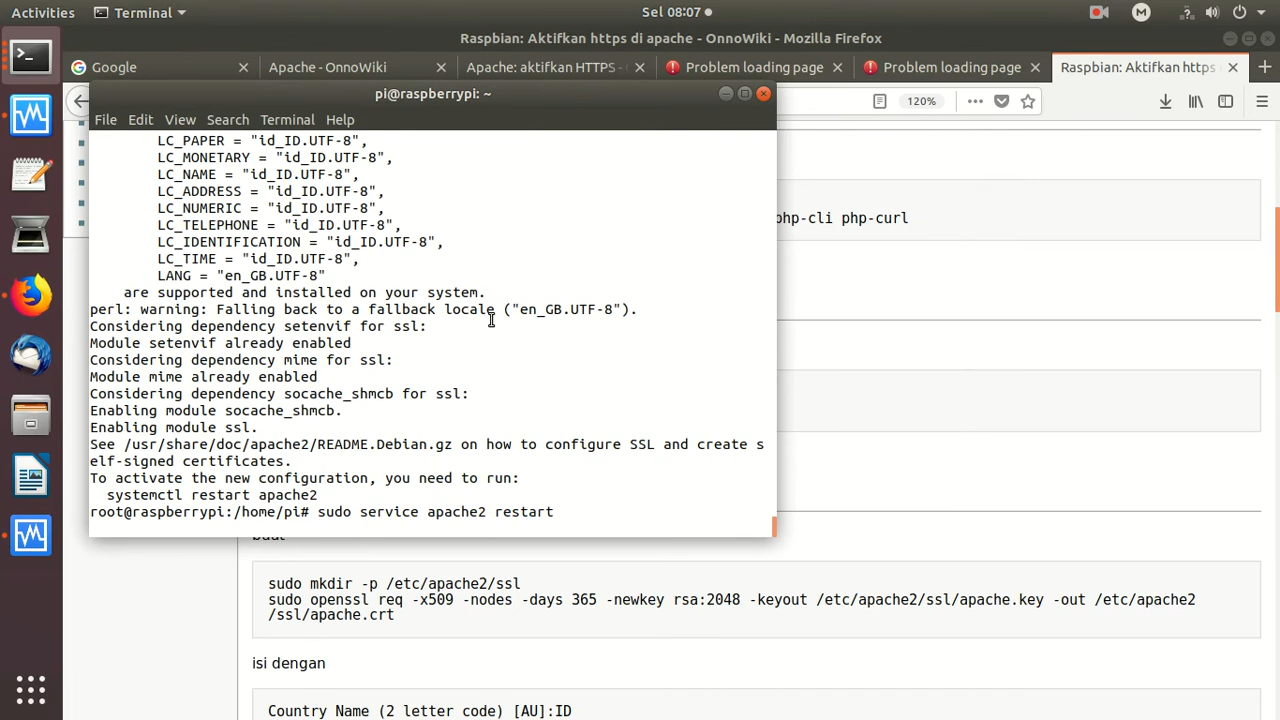 Activities
Terminal
Sel 08:07
M
Raspbian: Aktifkan https di apache - OnnoWiki - Mozilla Firefox
Google
Apache - OnnoWiki
Apache: aktifkan HTTPS -
Problem loading page
Problem loading page
Raspbian: Aktifkan https
120%
pi@raspberrypi: ~
File Edit View Search Terminal Help
LC_PAPER = "id_ID.UTF-8",
LC_MONETARY = "id_ID.UTF-8",
LC_NAME = "id_ID.UTF-8",
LC_ADDRESS = "id_ID.UTF-8",
LC_NUMERIC = "id_ID.UTF-8",
LC_TELEPHONE = "id_ID.UTF-8",
LC_IDENTIFICATION = "id_ID.UTF-8",
LC_TIME = "id_ID.UTF-8",
LANG = "en_GB.UTF-8"
are supported and installed on your system.
perl: warning: Falling back to a fallback locale ("en_GB.UTF-8").
Considering dependency setenvif for ssl:
Module setenvif already enabled
Considering dependency mime for ssl:
Module mime already enabled
Considering dependency socache_shmcb for ssl:
Enabling module socache_shmcb.
Enabling module ssl.
See /usr/share/doc/apache2/README.Debian.gz on how to configure SSL and create s
elf-signed certificates.
To activate the new configuration, you need to run:
systemctl restart apache2
root@raspberrypi:/home/pi# sudo service apache2 restart
php-cli php-curl
sudo mkdir -p /etc/apache2/ssl
sudo openssl req -x509 -nodes -days 365 -newkey rsa:2048 -keyout /etc/apache2/ssl/apache.key -out /etc/apache2
/ssl/apache.crt
isi dengan
Country Name (2 letter code) [AU]:ID